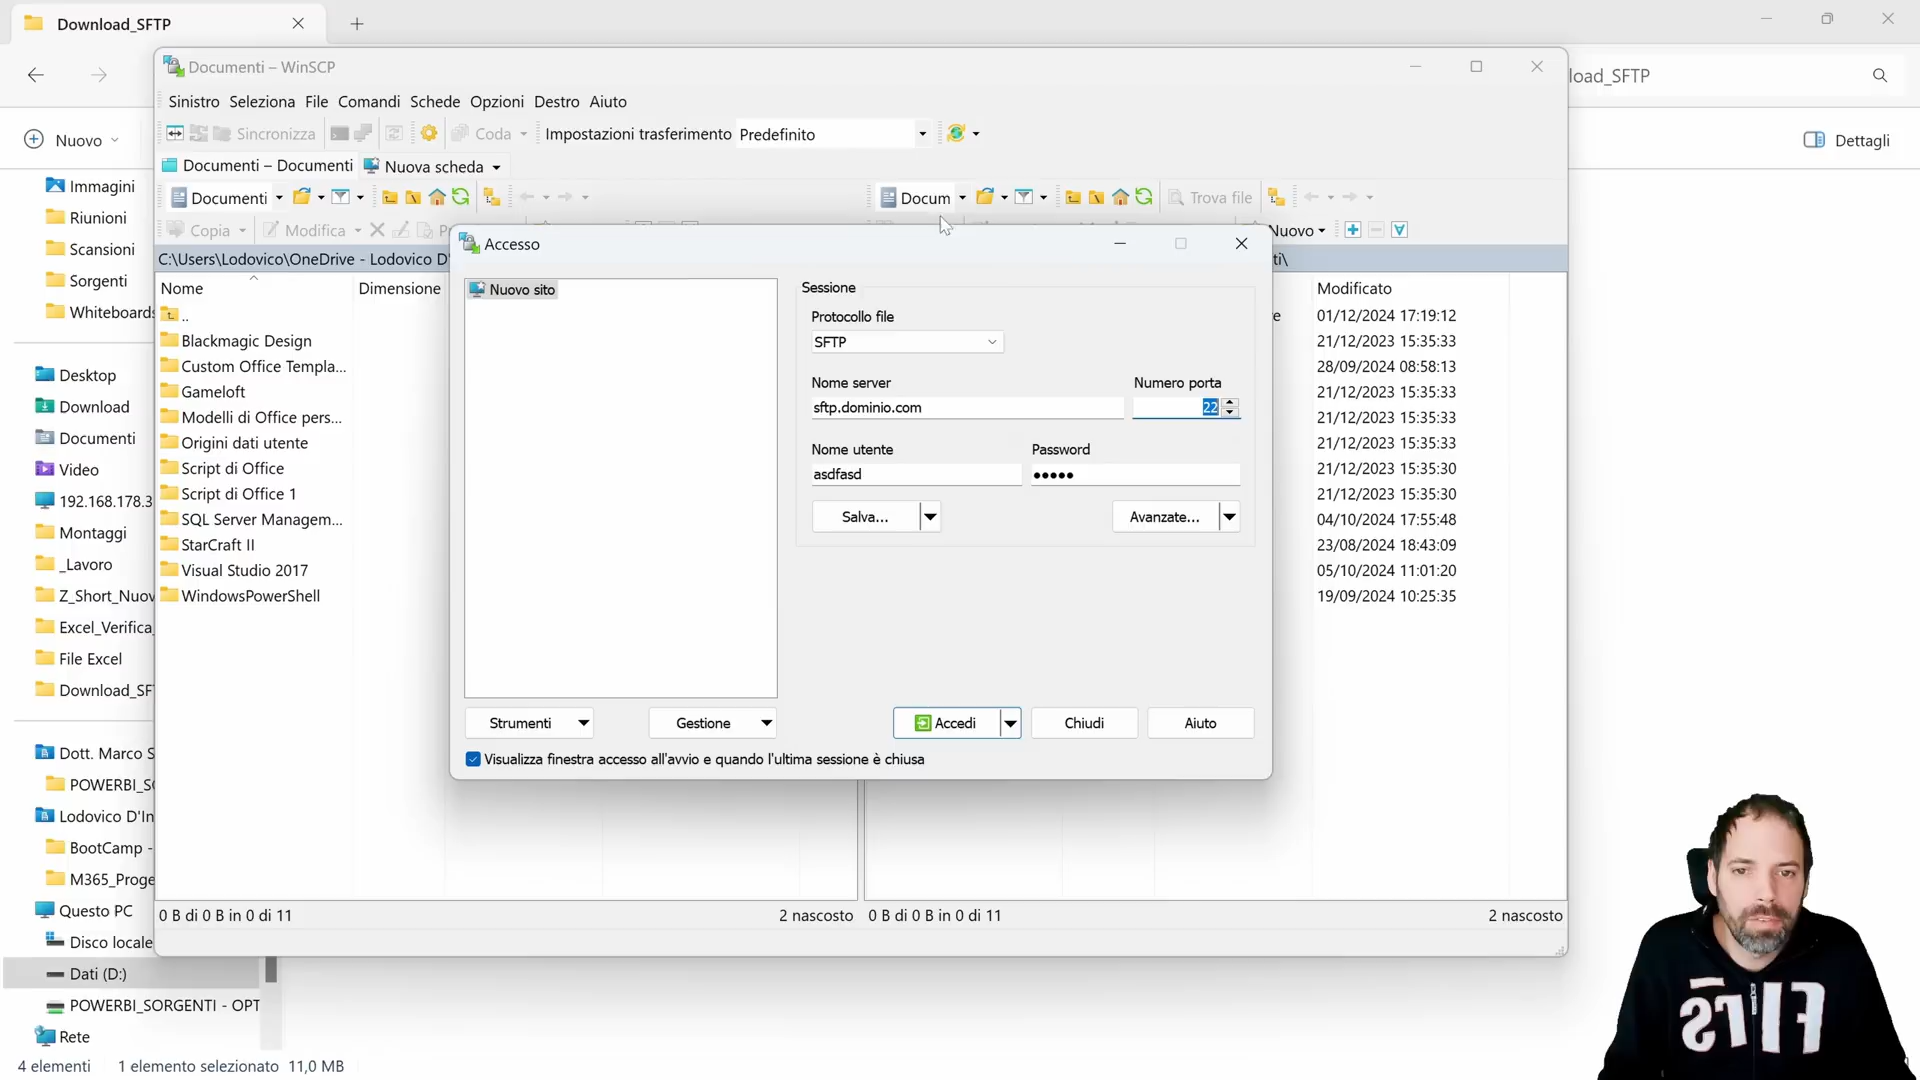 Download_SFTP
load_SFTP
Nuovo
Dettagli
Immagini
Riunioni
Scansioni
Sorgenti
Whiteboards
Desktop
Download
Documenti
Video
192.168.178.3
Montaggi
_Lavoro
Z_Short_Nuov
Excel_Verifica_
File Excel
Download_SFT
Dott. Marco S
POWERBI_SO
Lodovico D'In
BootCamp -
M365_Proge
Questo PC
Disco locale
Dati (D:)
POWERBI_SORGENTI - OPT
Rete
4 elementi 1 elemento selezionato 11,0 MB
Documenti – WinSCP
Sinistro Seleziona File Comandi Schede Opzioni Destro Aiuto
Sincronizza Coda Impostazioni trasferimento Predefinito
Documenti – Documenti Nuova scheda
Documenti Docum Trova file
Copia Modifica Nuovo
C:\Users\Lodovico\OneDrive - Lodovico D'
ti\
Nome Dimensione
..
Blackmagic Design
Custom Office Templa...
Gameloft
Modelli di Office pers...
Origini dati utente
Script di Office
Script di Office 1
SQL Server Managem...
StarCraft II
Visual Studio 2017
WindowsPowerShell
Modificato
01/12/2024 17:19:12
21/12/2023 15:35:33
28/09/2024 08:58:13
21/12/2023 15:35:33
21/12/2023 15:35:33
21/12/2023 15:35:33
21/12/2023 15:35:30
21/12/2023 15:35:30
04/10/2024 17:55:48
23/08/2024 18:43:09
05/10/2024 11:01:20
19/09/2024 10:25:35
Accesso
Nuovo sito
Sessione
Protocollo file
SFTP
Nome server Numero porta
sftp.dominio.com 22
Nome utente Password
asdfasd •••••
Salva... Avanzate...
Strumenti Gestione Accedi Chiudi Aiuto
Visualizza finestra accesso all'avvio e quando l'ultima sessione è chiusa
0 B di 0 B in 0 di 11 2 nascosto 0 B di 0 B in 0 di 11 2 nascosto